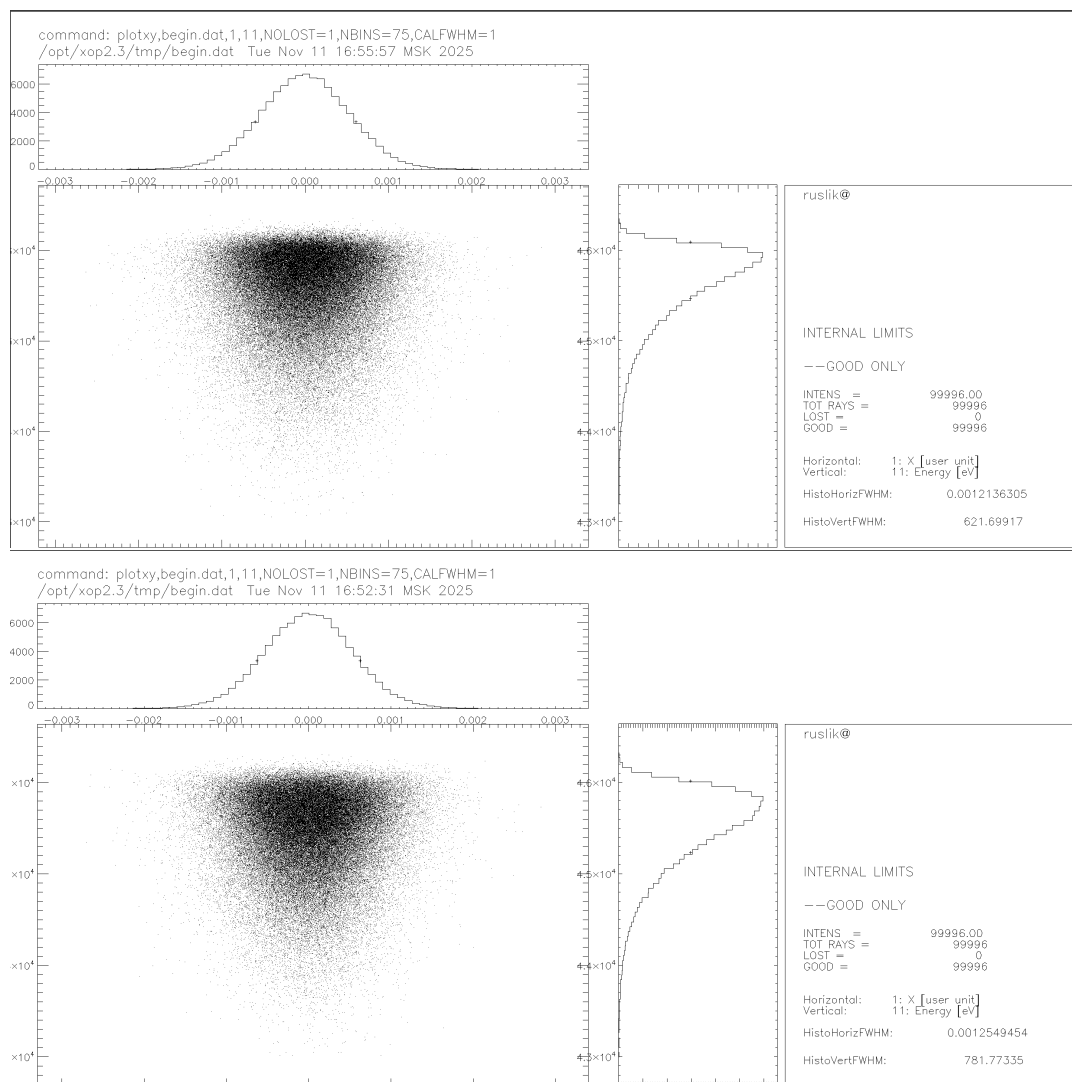 command: plotxy,begin.dat,1,11,NOLOST=1,NBINS=75,CALFWHM=1
/opt/xop2.3/tmp/begin.dat Tue Nov 11 16:55:57 MSK 2025
6000
4000
2000
0
-0.003 -0.002 -0.001 0.000 0.001 0.002 0.003
4.6×10⁴
4.5×10⁴
4.4×10⁴
4.3×10⁴
ruslik@
INTERNAL LIMITS
--GOOD ONLY
INTENS = 99996.00
TOT RAYS = 99996
LOST = 0
GOOD = 99996
Horizontal: 1: X [user unit]
Vertical: 11: Energy [eV]
HistoHorizFWHM: 0.0012136305
HistoVertFWHM: 621.69917
command: plotxy,begin.dat,1,11,NOLOST=1,NBINS=75,CALFWHM=1
/opt/xop2.3/tmp/begin.dat Tue Nov 11 16:52:31 MSK 2025
6000
4000
2000
0
-0.003 -0.002 -0.001 0.000 0.001 0.002 0.003
×10⁴ 4.6×10⁴
×10⁴ 4.5×10⁴
×10⁴ 4.4×10⁴
×10⁴ 4.3×10⁴
ruslik@
INTERNAL LIMITS
--GOOD ONLY
INTENS = 99996.00
TOT RAYS = 99996
LOST = 0
GOOD = 99996
Horizontal: 1: X [user unit]
Vertical: 11: Energy [eV]
HistoHorizFWHM: 0.0012549454
HistoVertFWHM: 781.77335